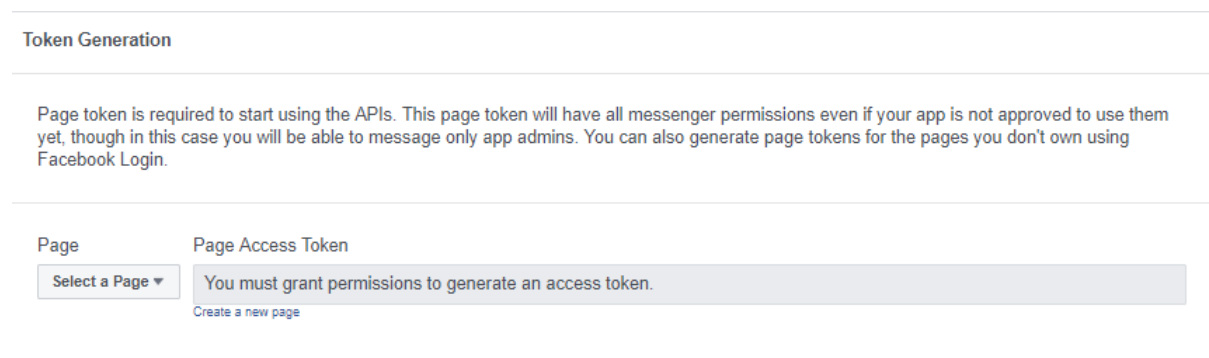 Token Generation
Page token is required to start using the APIs. This page token will have all messenger permissions even if your app is not approved to use them
yet, though in this case you will be able to message only app admins. You can also generate page tokens for the pages you don't own using
Facebook Login.
Page Page Access Token
Select a Page You must grant permissions to generate an access token.
Create a new page